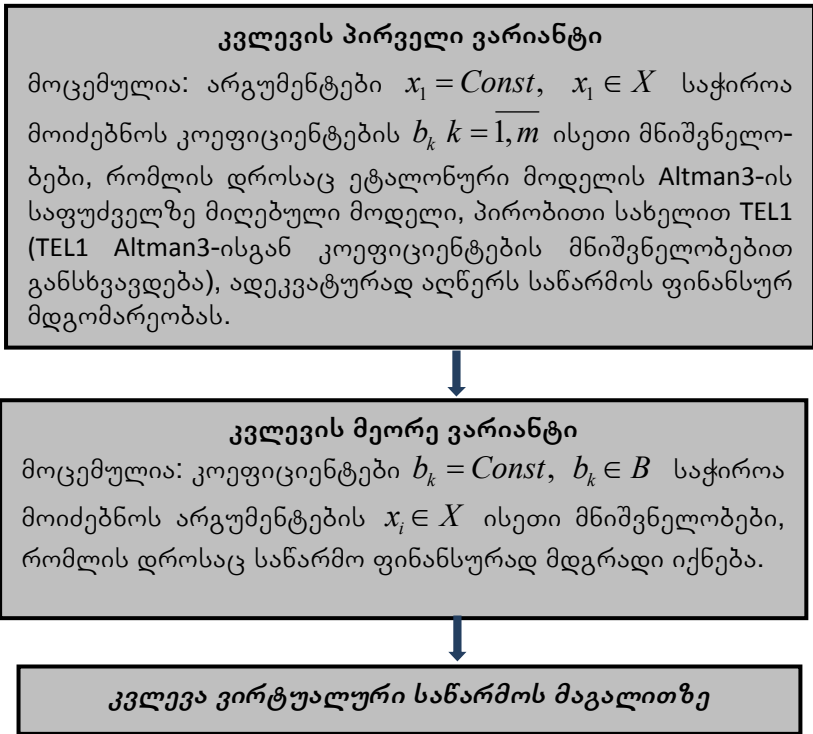 კვლევის პირველი ვარიანტი
მოცემულია: არგუმენტები x₁ = Const, x₁ ∈ X საჭიროა
მოიძებნოს კოეფიციენტების bₖ k = 1,m̅ ისეთი მნიშვნელო-
ბები, რომლის დროსაც ეტალონური მოდელის Altman3-ის
საფუძველზე მიღებული მოდელი, პირობითი სახელით TEL1
(TEL1 Altman3-ისგან კოეფიციენტების მნიშვნელობებით
განსხვავდება), ადეკვატურად აღწერს საწარმოს ფინანსურ
მდგომარეობას.
კვლევის მეორე ვარიანტი
მოცემულია: კოეფიციენტები bₖ = Const, bₖ ∈ B საჭიროა
მოიძებნოს არგუმენტების xᵢ ∈ X ისეთი მნიშვნელობები,
რომლის დროსაც საწარმო ფინანსურად მდგრადი იქნება.
კვლევა ვირტუალური საწარმოს მაგალითზე